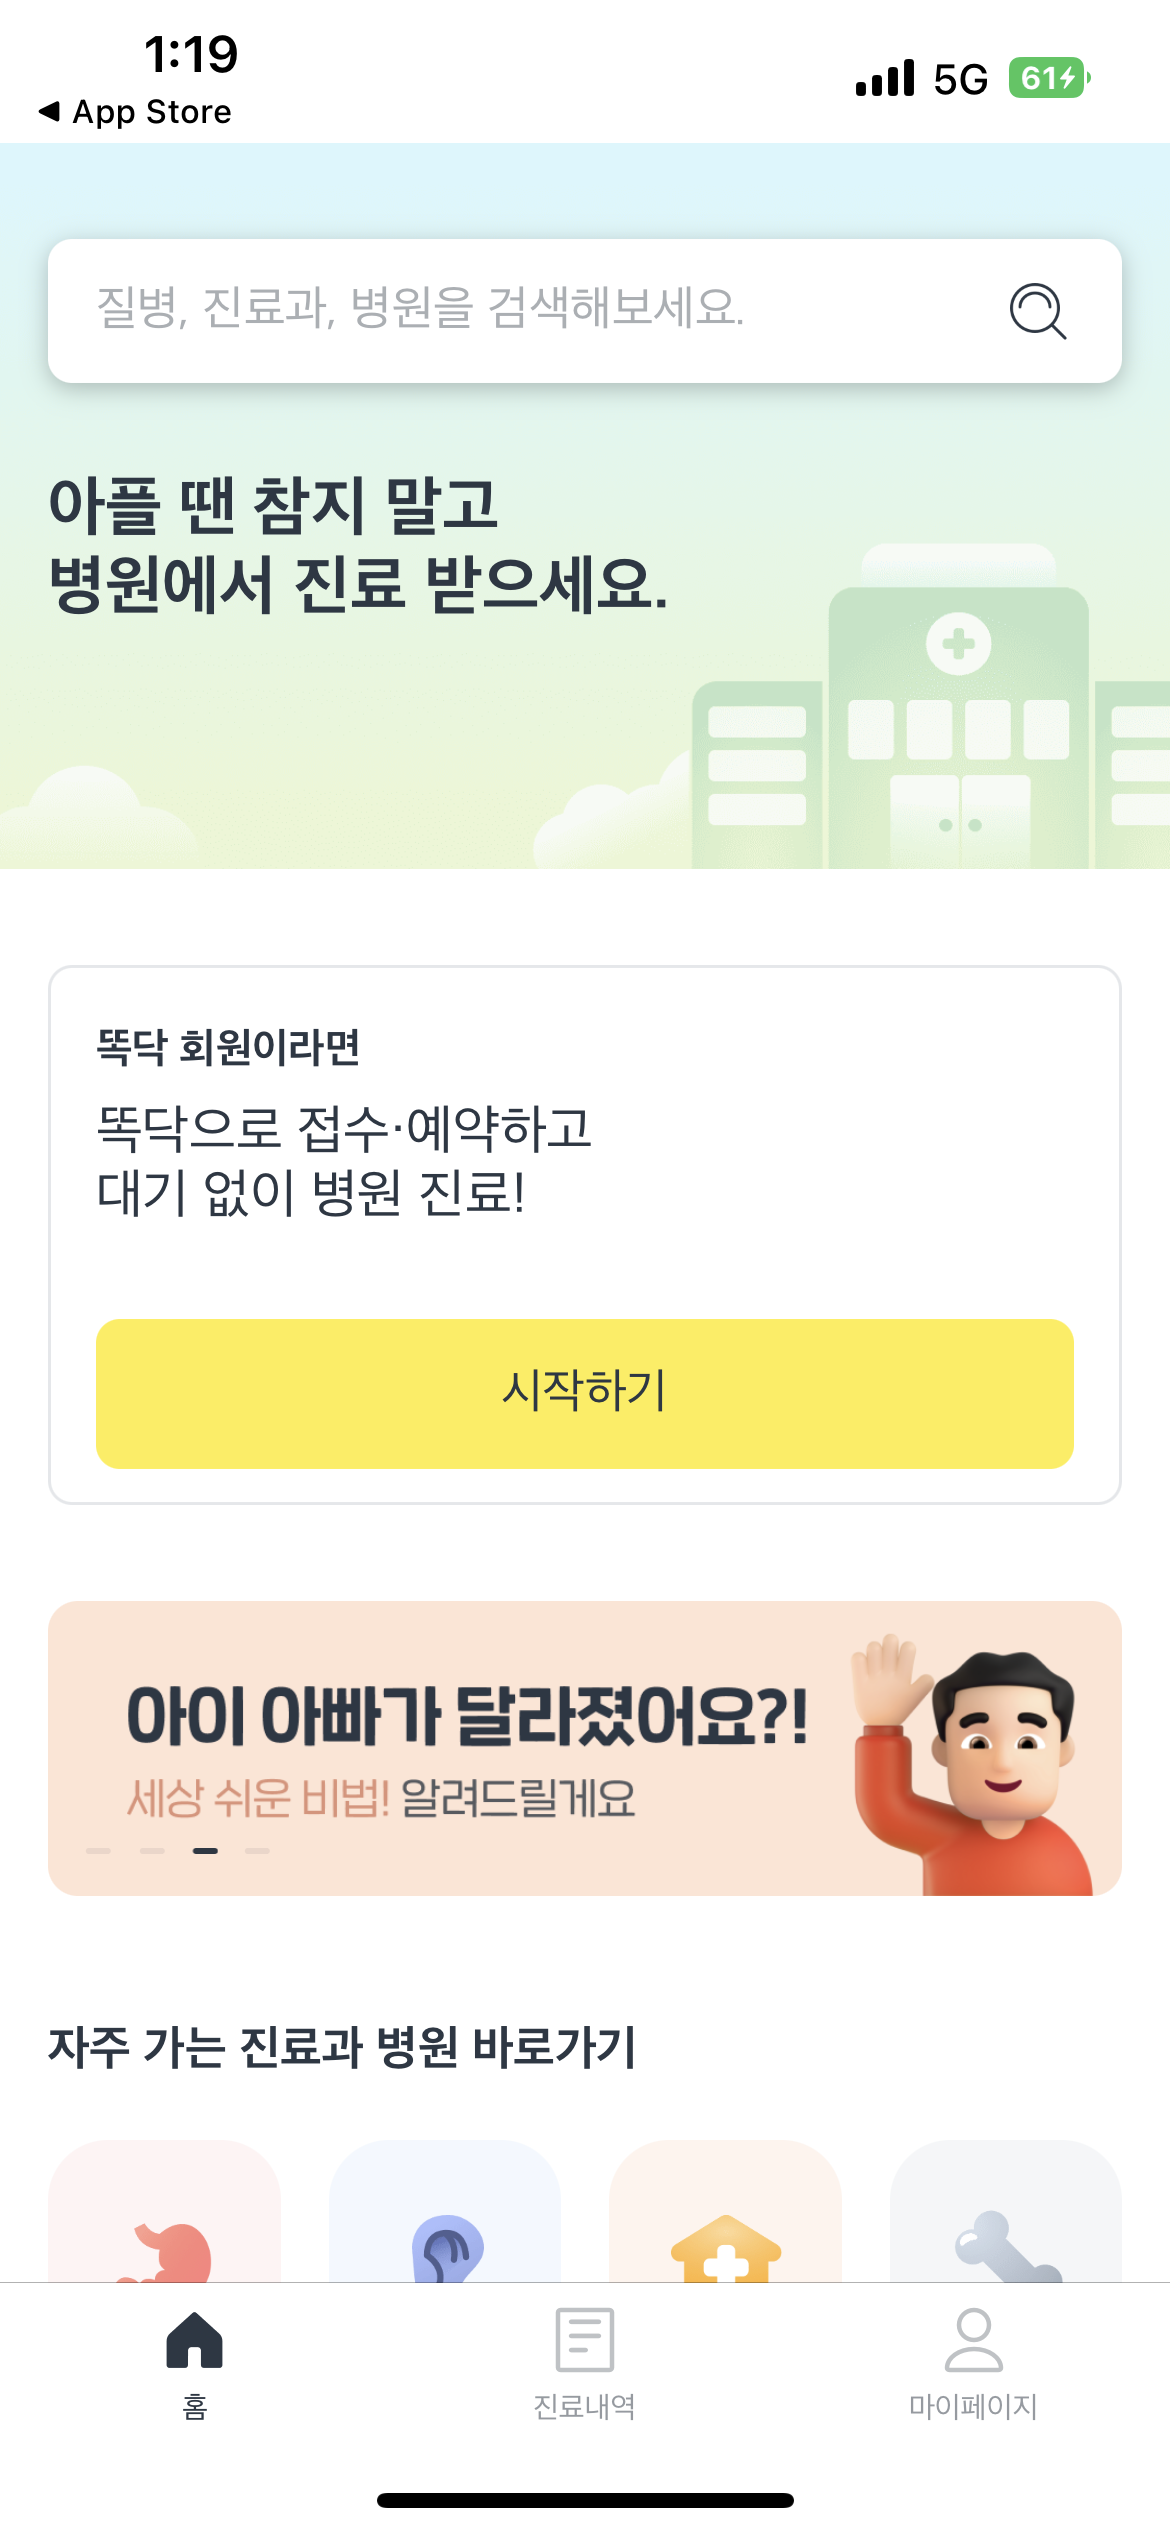 1:19
5G
61
◀ App Store
질병, 진료과, 병원을 검색해보세요.
아플 땐 참지 말고
병원에서 진료 받으세요.
똑닥 회원이라면
똑닥으로 접수·예약하고
대기 없이 병원 진료!
시작하기
아이 아빠가 달라졌어요?!
세상 쉬운 비법! 알려드릴게요
자주 가는 진료과 병원 바로가기
홈
진료내역
마이페이지